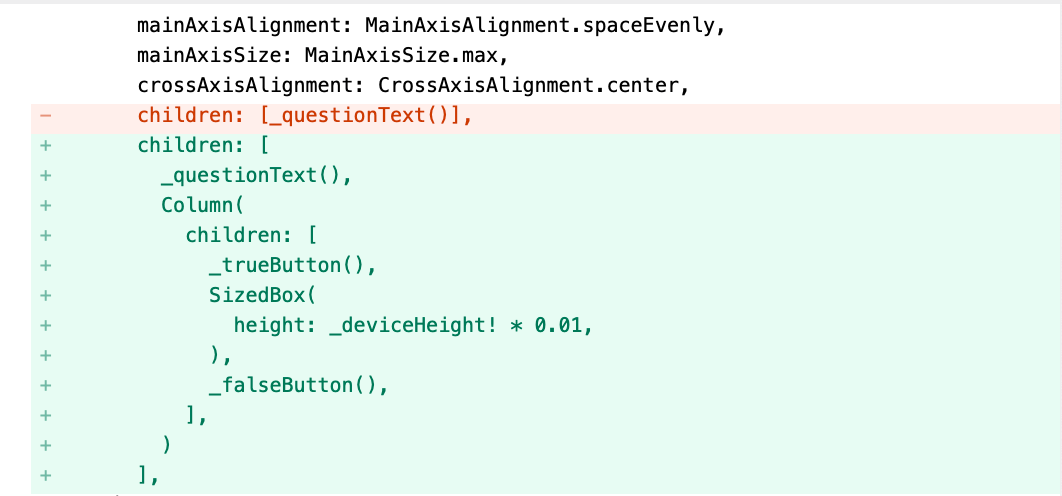 mainAxisAlignment: MainAxisAlignment.spaceEvenly,
mainAxisSize: MainAxisSize.max,
crossAxisAlignment: CrossAxisAlignment.center,
- children: [_questionText()],
+ children: [
+ _questionText(),
+ Column(
+ children: [
+ _trueButton(),
+ SizedBox(
+ height: _deviceHeight! * 0.01,
+ ),
+ _falseButton(),
+ ],
+ )
+ ],